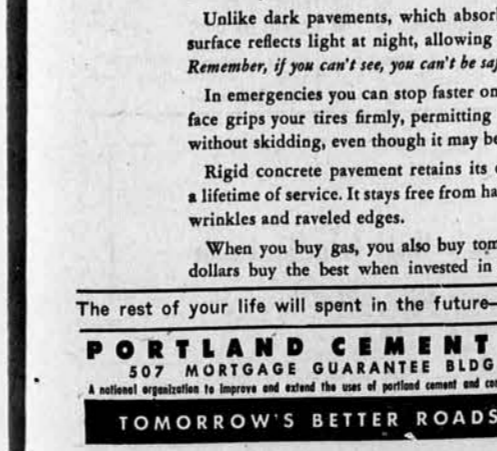 Unlike dark pavements, which absor
surface reflects light at night, allowing
Remember, if you can't see, you can't be saf
In emergencies you can stop faster on
face grips your tires firmly, permitting
without skidding, even though it may be
Rigid concrete pavement retains its
a lifetime of service. It stays free from ha
wrinkles and raveled edges.
When you buy gas, you also buy tom
dollars buy the best when invested in
The rest of your life will spent in the future—
PORTLAND CEMENT
507 MORTGAGE GUARANTEE BLDG
A national organization to improve and extend the uses of portland cement and co
TOMORROW'S BETTER ROADS